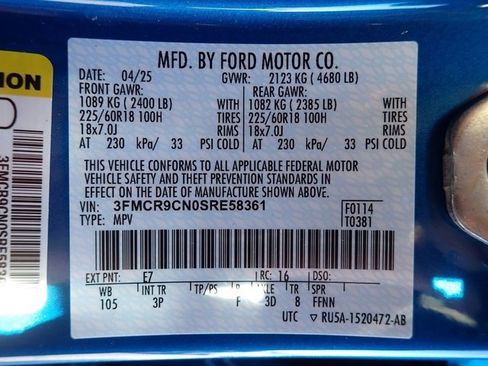 MFD. BY FORD MOTOR CO.
DATE: 04/25 GVWR: 2123 KG ( 4680 LB)
FRONT GAWR: REAR GAWR:
1089 KG ( 2400 LB) 1082 KG ( 2385 LB)
225/60R18 100H TIRES 225/60R18 100H
18x7.0J RIMS 18x7.0J
AT 230 kPa/ 33 PSI COLD AT 230 kPa/ 33 PSI COLD
THIS VEHICLE CONFORMS TO ALL APPLICABLE FEDERAL MOTOR
VEHICLE SAFETY AND THEFT PREVENTION STANDARDS IN EFFECT
ON THE DATE OF MANUFACTURE SHOWN ABOVE.
VIN: 3FMCR9CN0SRE58361
TYPE: MPV
F0114
T0381
EXT PNT: E7 RC: 16 DSO:
WB INT TR TP/PS R AXLE TR SPR
105 3P F 3D 8 FFNN
UTC RU5A-1520472-AB